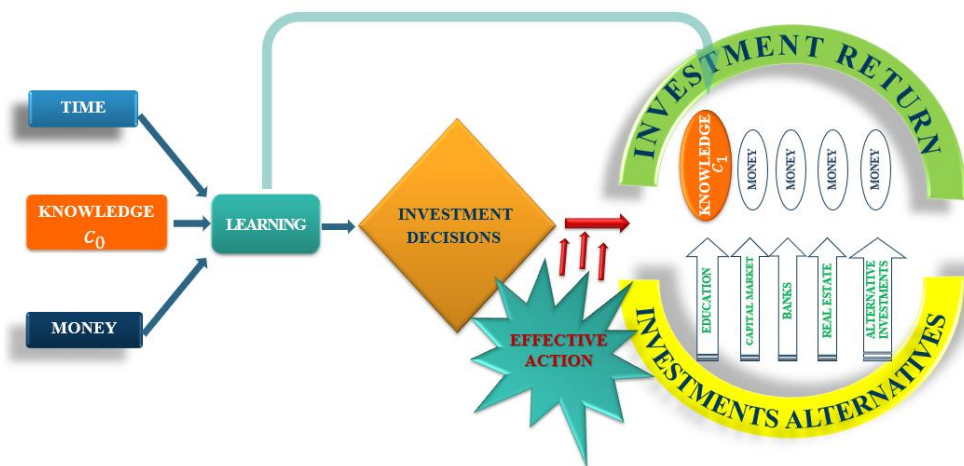 TIME
KNOWLEDGE
c₀
MONEY
LEARNING
INVESTMENT
DECISIONS
EFFECTIVE
ACTION
INVESTMENT RETURN
KNOWLEDGE
c₁
MONEY
MONEY
MONEY
MONEY
EDUCATION
CAPITAL MARKET
BANKS
REAL ESTATE
ALTERNATIVE
INVESTMENTS
INVESTMENTS ALTERNATIVES